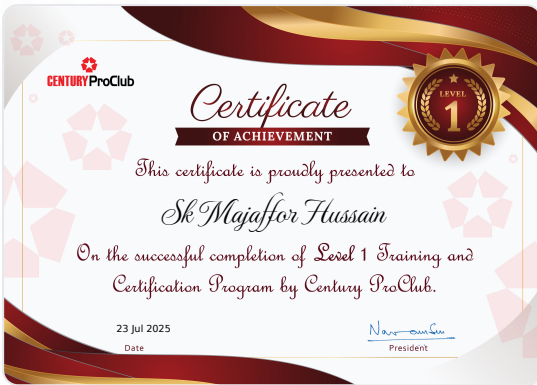 CENTURY ProClub
LEVEL
1
Certificate
OF ACHIEVEMENT
This certificate is proudly presented to
Sk Majaffor Hussain
On the successful completion of Level 1 Training and
Certification Program by Century ProClub.
23 Jul 2025
Date
President